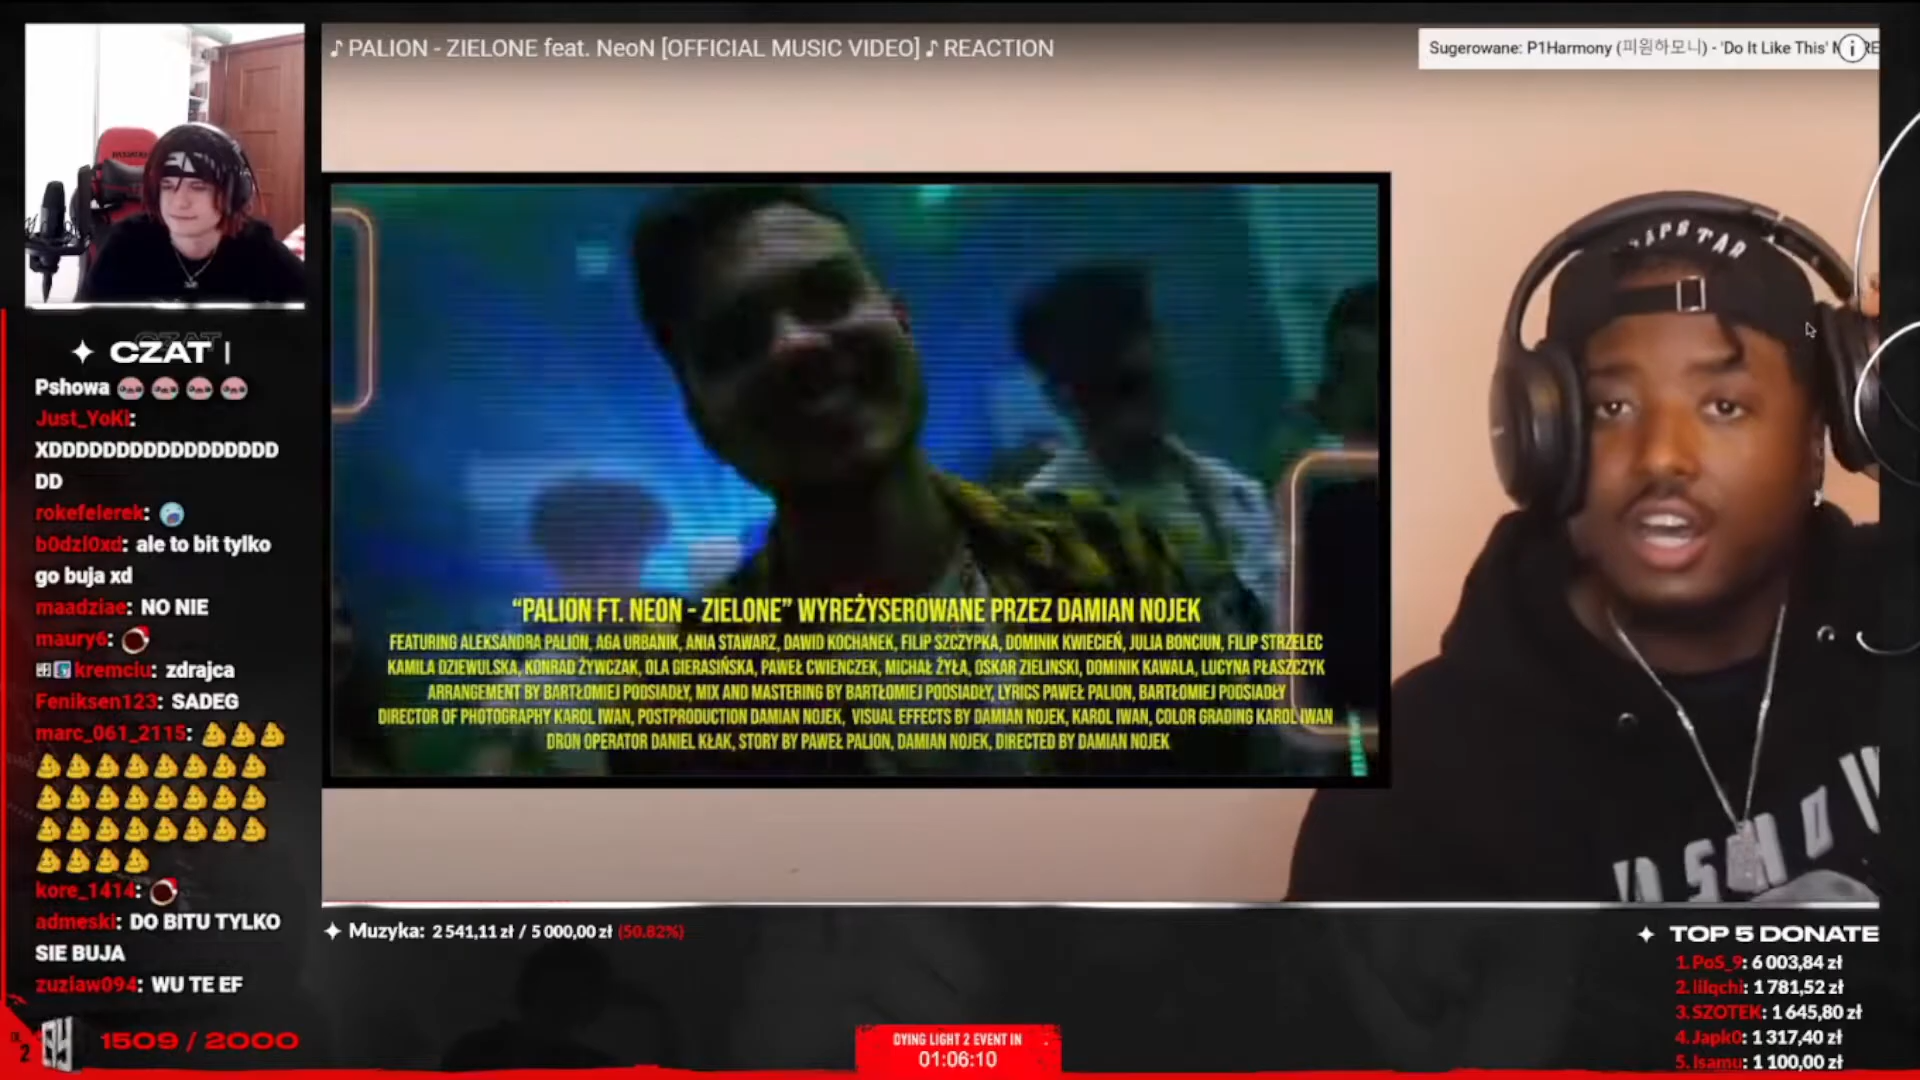 ♪ PALION - ZIELONE feat. NeoN [OFFICIAL MUSIC VIDEO] ♪ REACTION
Sugerowane: P1Harmony (피원하모니) - 'Do It Like This' M
CZAT
Pshowa
Just_YoKi:
XDDDDDDDDDDDDDDDDD
DD
rokefelerek:
b0dzl0xd: ale to bit tylko
go buja xd
maadziae: NO NIE
maury6:
kremciu: zdrajca
Feniksen123: SADEG
marc_061_2115:
kore_1414:
admeski: DO BITU TYLKO
SIE BUJA
zuzlaw094: WU TE EF
1509 / 2000
“PALION FT. NEON - ZIELONE” WYREŻYSEROWANE PRZEZ DAMIAN NOJEK
FEATURING ALEKSANDRA PALION, AGA URBANIK, ANIA STAWARZ, DAWID KOCHANEK, FILIP SZCZYPKA, DOMINIK KWIECIEŃ, JULIA BONCIUN, FILIP STRZELEC
KAMILA DZIEWULSKA, KONRAD ŻYWCZAK, OLA GIERASIŃSKA, PAWEŁ CWIENCZEK, MICHAŁ ŻYŁA, OSKAR ZIELINSKI, DOMINIK KAWALA, LUCYNA PŁASZCZYK
ARRANGEMENT BY BARTŁOMIEJ PODSIADŁY, MIX AND MASTERING BY BARTŁOMIEJ PODSIADŁY, LYRICS PAWEŁ PALION, BARTŁOMIEJ PODSIADŁY
DIRECTOR OF PHOTOGRAPHY KAROL IWAN, POSTPRODUCTION DAMIAN NOJEK, VISUAL EFFECTS BY DAMIAN NOJEK, KAROL IWAN, COLOR GRADING KAROL IWAN
DRON OPERATOR DANIEL KŁAK, STORY BY PAWEŁ PALION, DAMIAN NOJEK, DIRECTED BY DAMIAN NOJEK
Muzyka: 2 541,11 zł / 5 000,00 zł (50.82%)
DYING LIGHT 2 EVENT IN
01:06:10
TOP 5 DONATE
1. PoS_9: 6 003,84 zł
2. lilqchi: 1 781,52 zł
3. SZOTEK: 1 645,80 zł
4. Japk0: 1 317,40 zł
5. Isamu: 1 100,00 zł